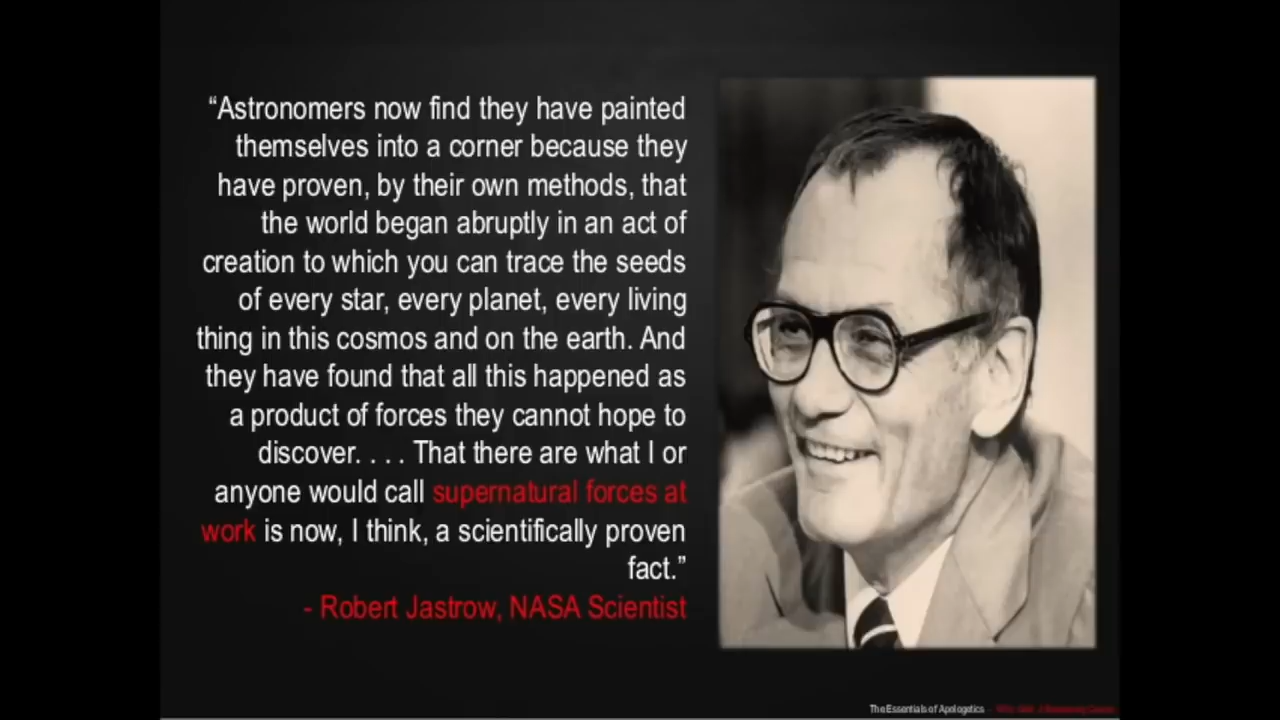 “Astronomers now find they have painted
themselves into a corner because they
have proven, by their own methods, that
the world began abruptly in an act of
creation to which you can trace the seeds
of every star, every planet, every living
thing in this cosmos and on the earth. And
they have found that all this happened as
a product of forces they cannot hope to
discover. . . . That there are what I or
anyone would call supernatural forces at
work is now, I think, a scientifically proven
fact.”
- Robert Jastrow, NASA Scientist
The Essentials of Apologetics